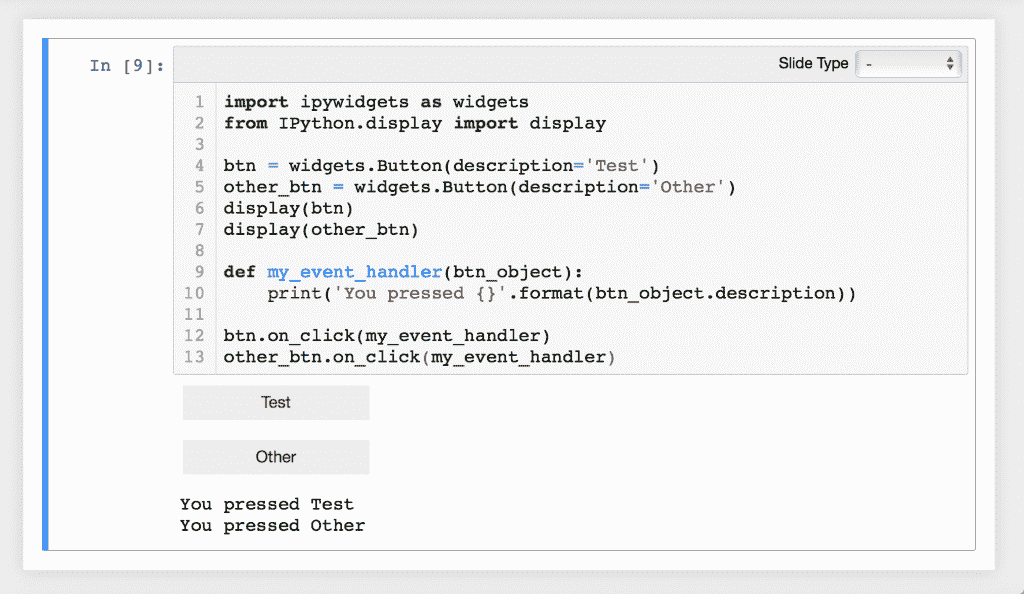 In [9]:
Slide Type -
1 import ipywidgets as widgets
2 from IPython.display import display
3
4 btn = widgets.Button(description='Test')
5 other_btn = widgets.Button(description='Other')
6 display(btn)
7 display(other_btn)
8
9 def my_event_handler(btn_object):
10     print('You pressed {}'.format(btn_object.description))
11
12 btn.on_click(my_event_handler)
13 other_btn.on_click(my_event_handler)
Test
Other
You pressed Test
You pressed Other